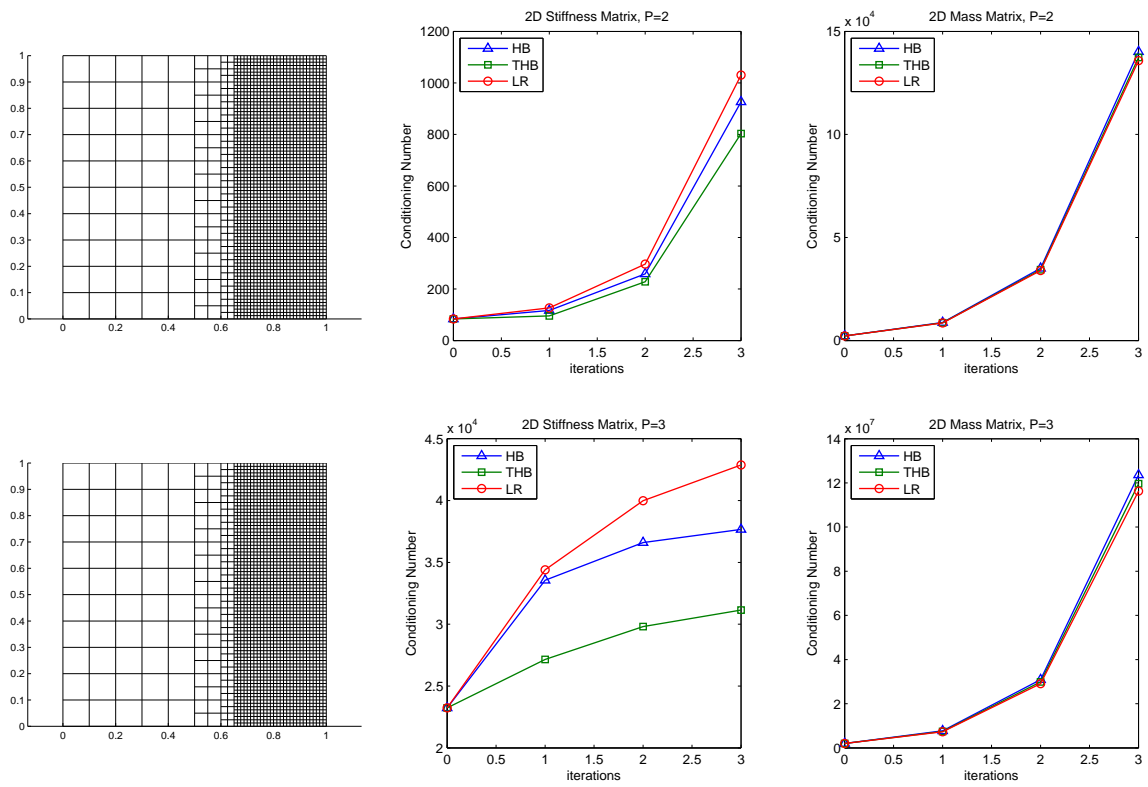 1
0.9
0.8
0.7
0.6
0.5
0.4
0.3
0.2
0.1
0
0 0.2 0.4 0.6 0.8 1
2D Stiffness Matrix, P=2
1200
1000
800
600
400
200
0
Conditioning Number
HB
THB
LR
0 0.5 1 1.5 2 2.5 3
iterations
2D Mass Matrix, P=2
x 10^4
15
10
5
0
Conditioning Number
HB
THB
LR
0 0.5 1 1.5 2 2.5 3
iterations
1
0.9
0.8
0.7
0.6
0.5
0.4
0.3
0.2
0.1
0
0 0.2 0.4 0.6 0.8 1
2D Stiffness Matrix, P=3
x 10^4
4.5
4
3.5
3
2.5
2
Conditioning Number
HB
THB
LR
0 0.5 1 1.5 2 2.5 3
iterations
2D Mass Matrix, P=3
x 10^7
14
12
10
8
6
4
2
0
Conditioning Number
HB
THB
LR
0 0.5 1 1.5 2 2.5 3
iterations